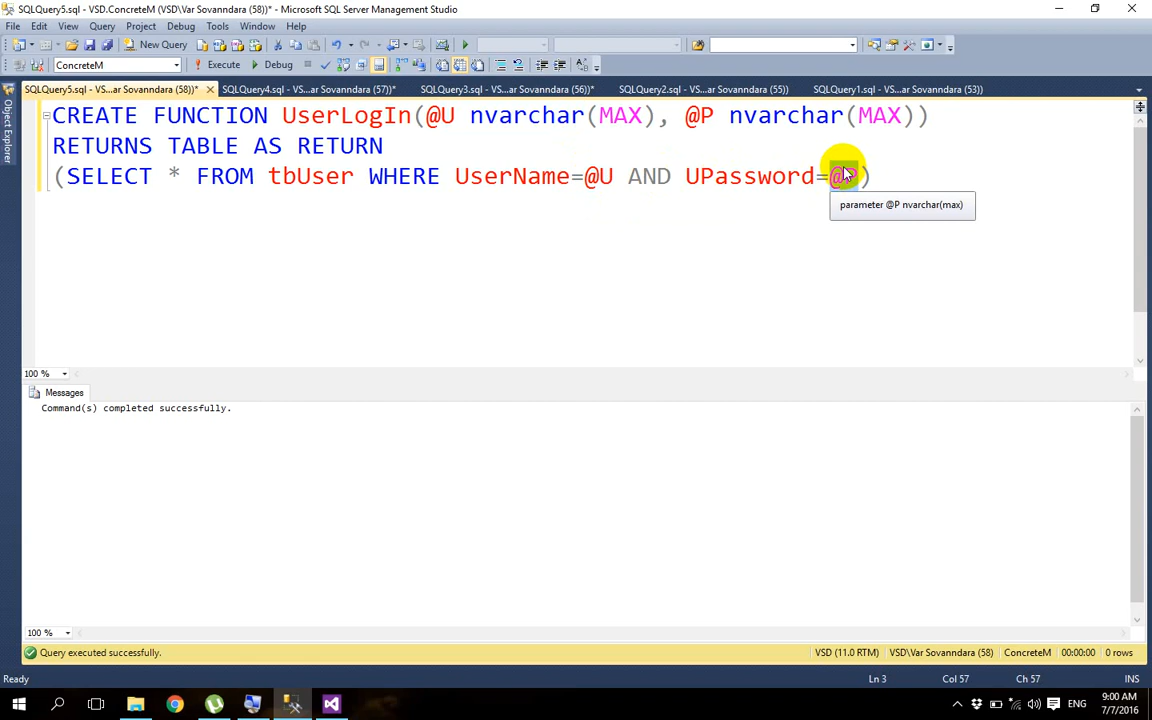 SQLQuery5.sql - VSD.ConcreteM (VSD\Var Sovanndara (58))* - Microsoft SQL Server Management Studio
File Edit View Query Project Debug Tools Window Help
New Query
ConcreteM Execute Debug
SQLQuery5.sql - VS...ar Sovanndara (58))* SQLQuery4.sql - VS...ar Sovanndara (57))* SQLQuery3.sql - VS...ar Sovanndara (56))* SQLQuery2.sql - VS...ar Sovanndara (55)) SQLQuery1.sql - VS...ar Sovanndara (53))
Object Explorer
CREATE FUNCTION UserLogIn(@U nvarchar(MAX), @P nvarchar(MAX))
RETURNS TABLE AS RETURN
(SELECT * FROM tbUser WHERE UserName=@U AND UPassword=@P)
parameter @P nvarchar(max)
100 %
Messages
Command(s) completed successfully.
100 %
Query executed successfully. VSD (11.0 RTM) VSD\Var Sovanndara (58) ConcreteM 00:00:00 0 rows
Ready Ln 3 Col 57 Ch 57 INS
ENG 9:00 AM
7/7/2016